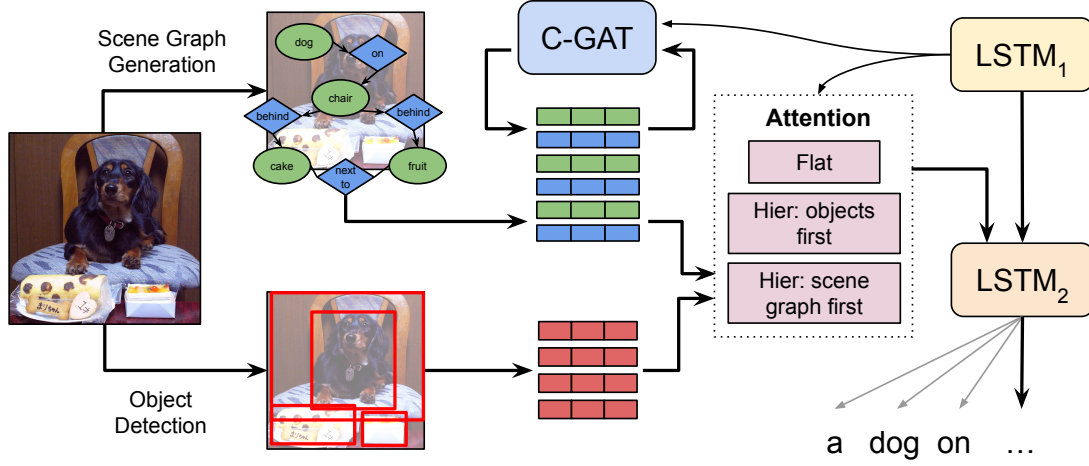 Scene Graph
Generation
dog
on
chair
behind
behind
cake
next
to
fruit
C-GAT
LSTM1
Attention
Flat
Hier: objects
first
Hier: scene
graph first
LSTM2
Object
Detection
a dog on …